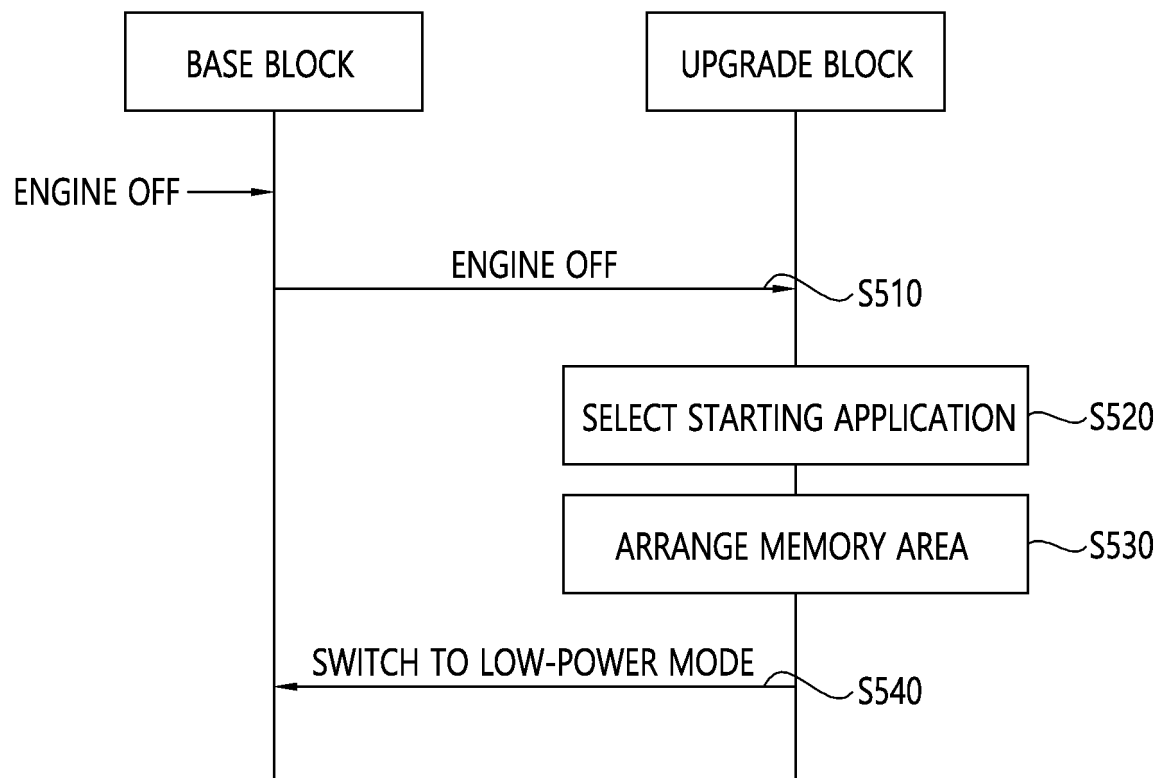 BASE BLOCK
UPGRADE BLOCK
ENGINE OFF
ENGINE OFF
S510
SELECT STARTING APPLICATION
S520
ARRANGE MEMORY AREA
S530
SWITCH TO LOW-POWER MODE
S540